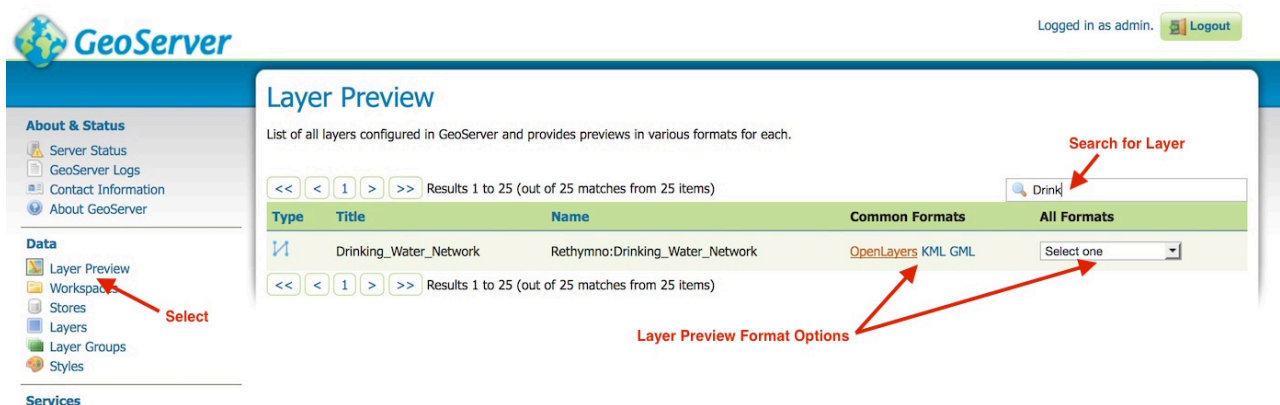 GeoServer
Logged in as admin. Logout
Layer Preview
List of all layers configured in GeoServer and provides previews in various formats for each.
About & Status
Server Status
GeoServer Logs
Contact Information
About GeoServer
Search for Layer
<< < 1 > >> Results 1 to 25 (out of 25 matches from 25 items)
Drink
Type Title Name Common Formats All Formats
Drinking_Water_Network Rethymno:Drinking_Water_Network OpenLayers KML GML Select one
<< < 1 > >> Results 1 to 25 (out of 25 matches from 25 items)
Data
Layer Preview
Workspaces
Stores
Select
Layers
Layer Groups
Styles
Layer Preview Format Options
Services